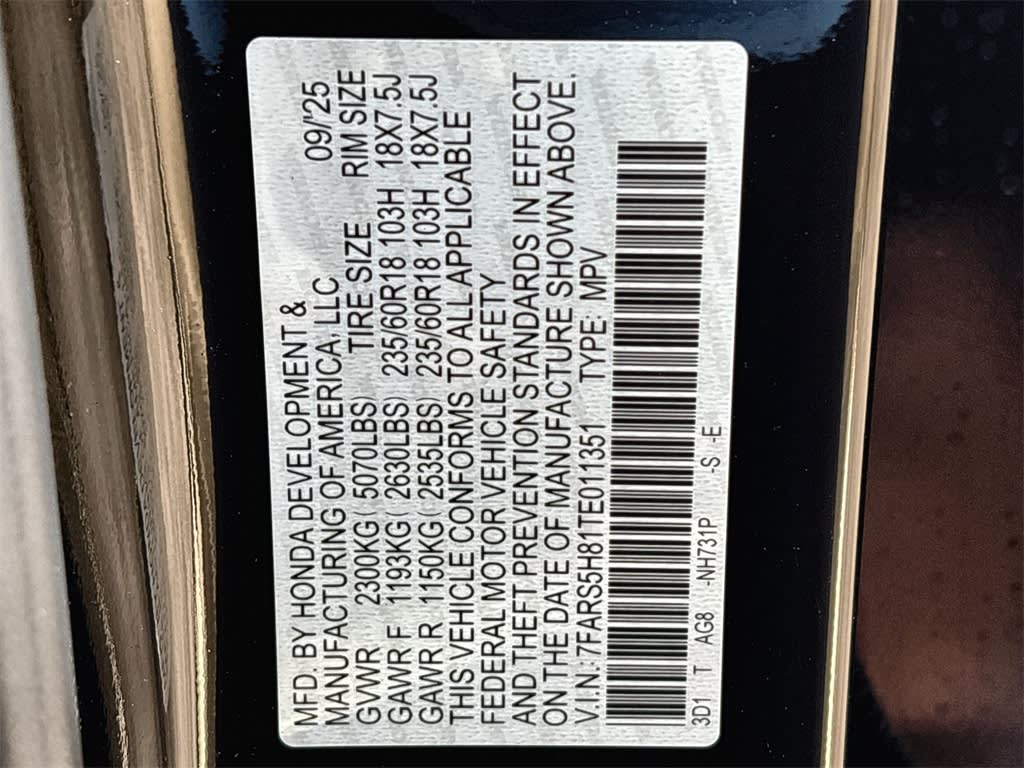 MFD. BY HONDA DEVELOPMENT & 09/'25
MANUFACTURING OF AMERICA, LLC
TIRE SIZE RIM SIZE
GVWR 2300KG (5070LBS)
GAWR F 1193KG (2630LBS) 235/60R18 103H 18X7.5J
GAWR R 1150KG (2535LBS) 235/60R18 103H 18X7.5J
THIS VEHICLE CONFORMS TO ALL APPLICABLE
FEDERAL MOTOR VEHICLE SAFETY
AND THEFT PREVENTION STANDARDS IN EFFECT
ON THE DATE OF MANUFACTURE SHOWN ABOVE.
V.I.N.: 7FARS5H81TE011351 TYPE: MPV
3D1 T AG8 -NH731P -S -E